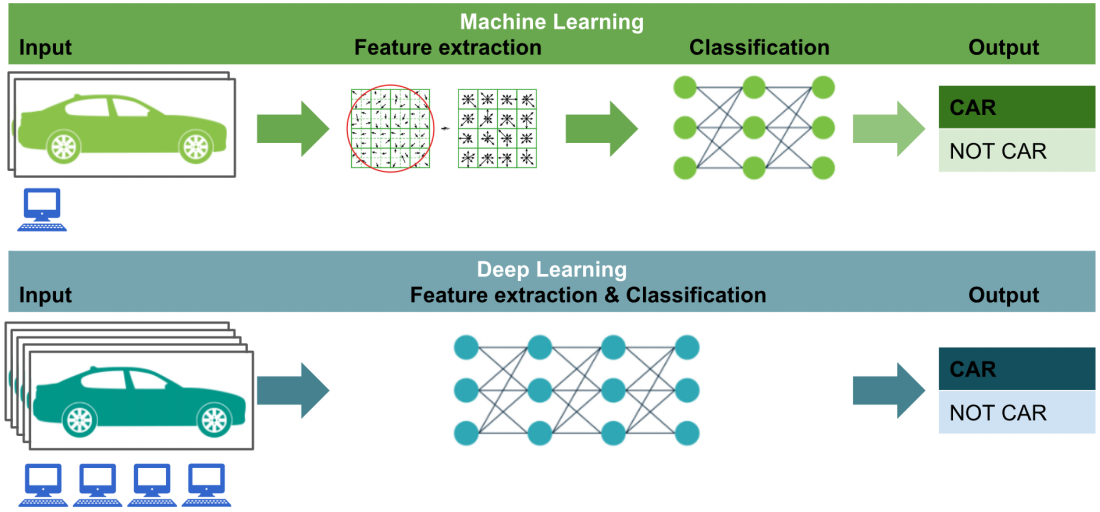 Machine Learning
Input Feature extraction Classification Output
CAR
NOT CAR
Deep Learning
Input Feature extraction & Classification Output
CAR
NOT CAR